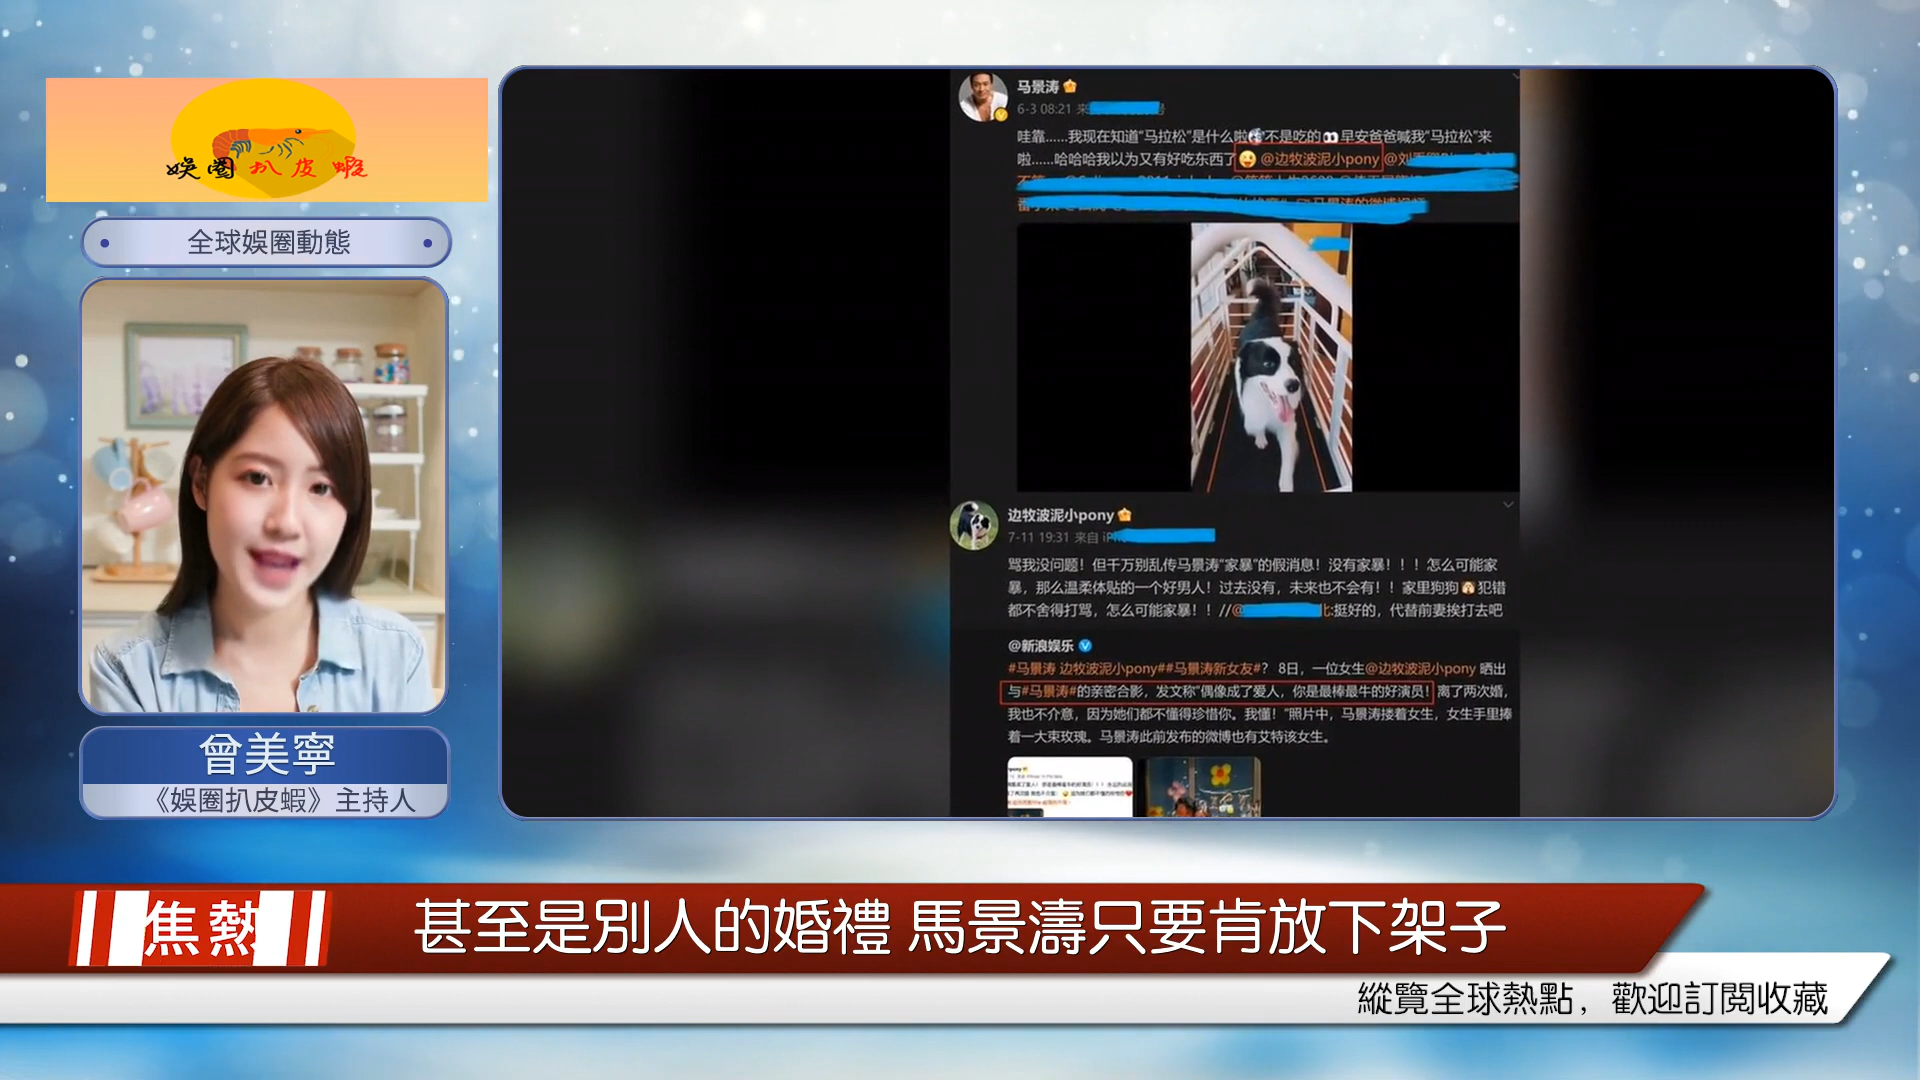 娛圈扒皮蝦
全球娛圈動態
曾美寧
《娛圈扒皮蝦》主持人
马景涛
6-3 08:21 来
哇靠......我现在知道"马拉松"是什么啦 不是吃的 早安爸爸喊我"马拉松"来
啦......哈哈哈我以为又有好吃东西了 @边牧波泥小pony @刘
边牧波泥小pony
7-11 19:31 来自 iP
骂我没问题！但千万别乱传马景涛"家暴"的假消息！没有家暴！！！怎么可能家
暴，那么温柔体贴的一个好男人！过去没有，未来也不会有！！家里狗狗 犯错
都不舍得打骂，怎么可能家暴！！//@ 北:挺好的，代替前妻挨打去吧
@新浪娱乐
#马景涛 边牧波泥小pony##马景涛新女友#？ 8日，一位女生@边牧波泥小pony 晒出
与#马景涛#的亲密合影，发文称"偶像成了爱人，你是最棒最牛的好演员！离了两次婚，
我也不介意，因为她们都不懂得珍惜你。我懂！"照片中，马景涛搂着女生，女生手里捧
着一大束玫瑰。马景涛此前发布的微博也有艾特该女生。
焦熱
甚至是別人的婚禮 馬景濤只要肯放下架子
縱覽全球熱點，歡迎訂閱收藏